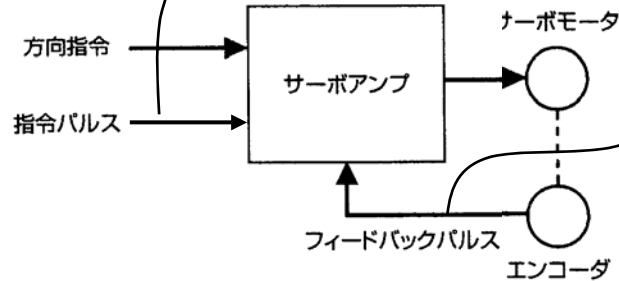 サーボモータ
方向指令
サーボアンプ
指令パルス
フィードバックパルス
エンコーダ